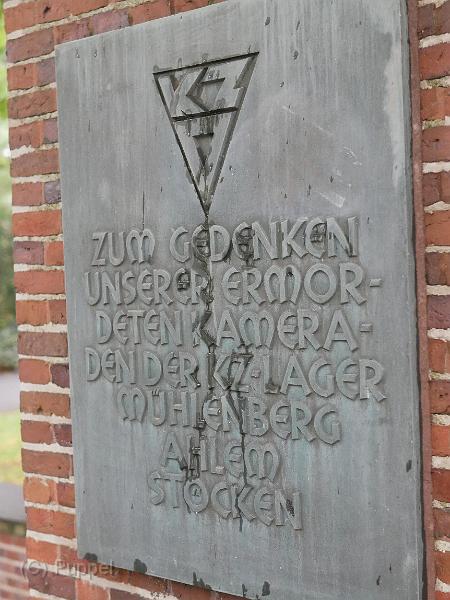 KZ
ZUM GEDENKEN
UNSERER ERMOR-
DETEN KAMERA-
DEN DER KZ-LAGER
MÜHLENBERG
AHLEM
STÖCKEN
(C) Puppel